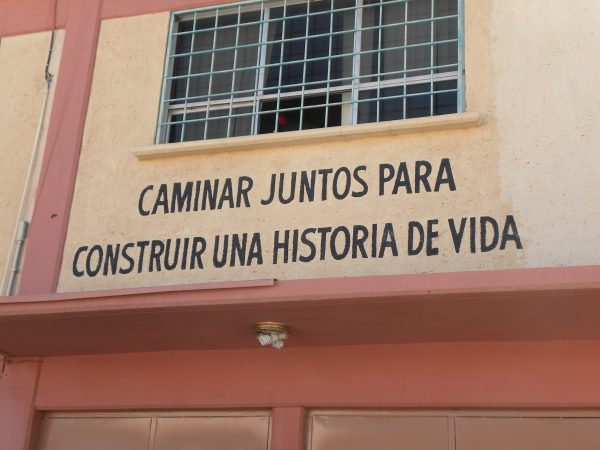 CAMINAR JUNTOS PARA
CONSTRUIR UNA HISTORIA DE VIDA